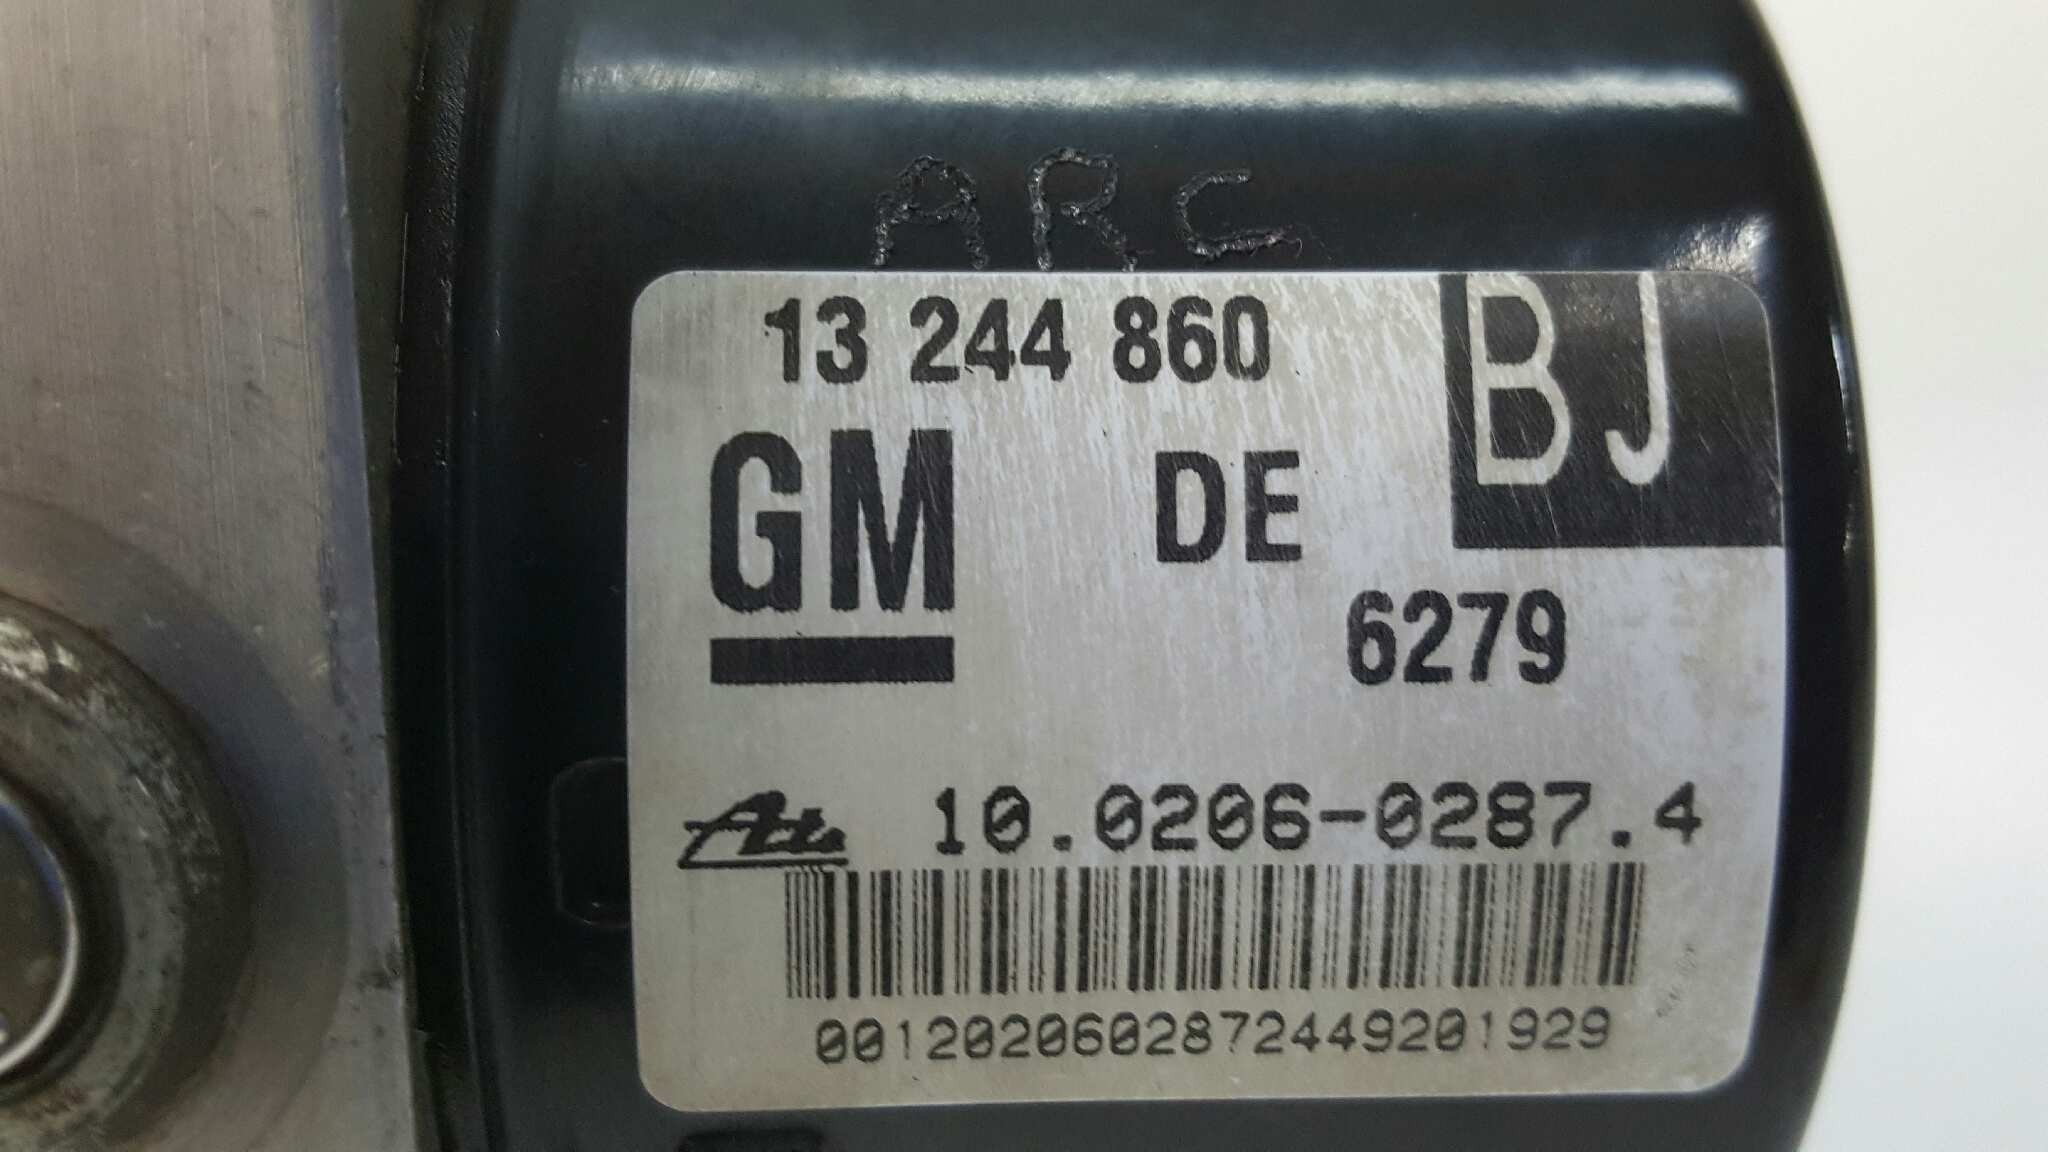 ARC
13 244 860
BJ
GM
DE
6279
Ate 10.0206-0287.4
0012020602872449201929